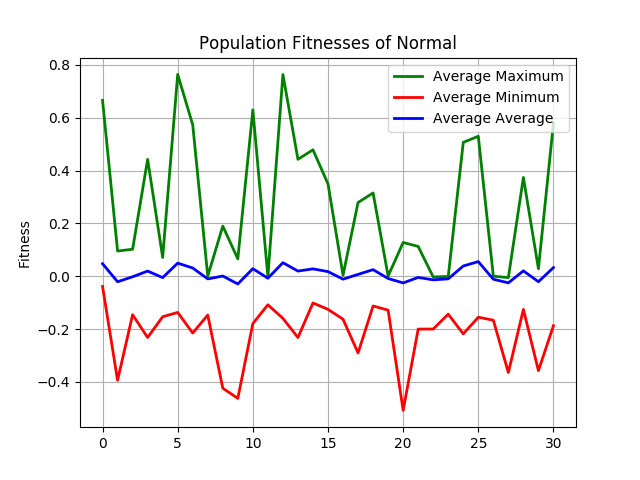 Population Fitnesses of Normal
Average Maximum
Average Minimum
Average Average
Fitness
0.8
0.6
0.4
0.2
0.0
−0.2
−0.4
0 5 10 15 20 25 30